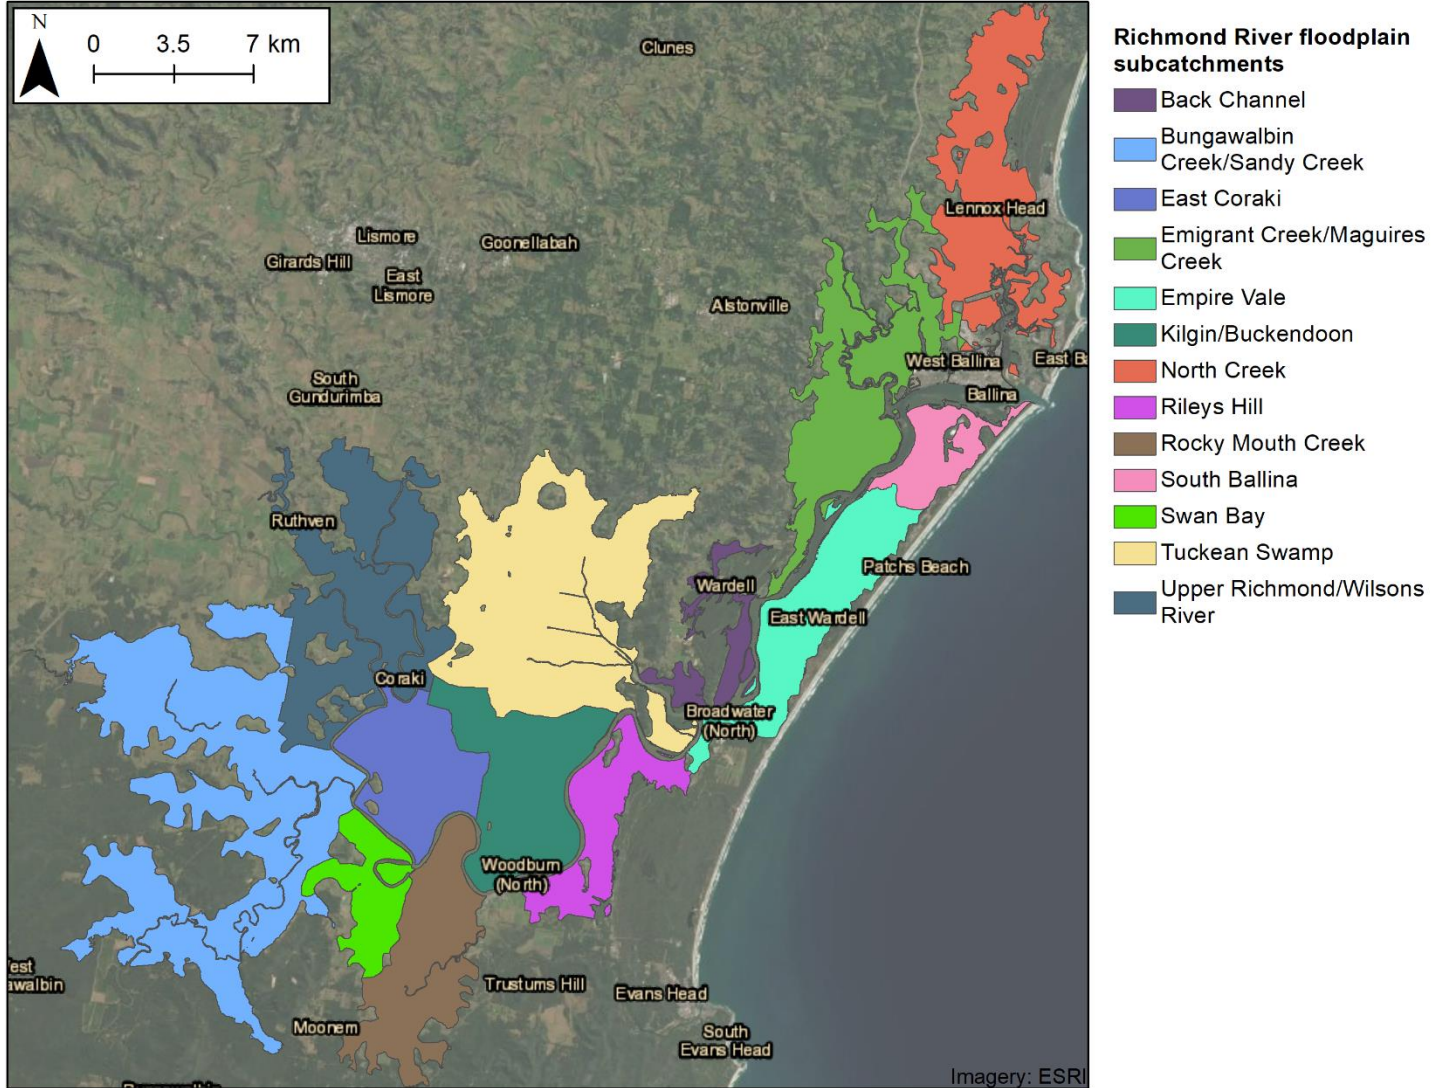 N
0 3.5 7 km
Clunes
Lennox Head
Lismore
Goonellabah
Girards Hill
East
Lismore
Alstonville
West Ballina
East Ba
South
Gundurimba
Ballina
Ruthven
Patchs Beach
Wardell
East Wardell
Coraki
Broadwater
(North)
Woodburn
(North)
est
awalbin
Trustums Hill
Evans Head
Moonem
South
Evans Head
Imagery: ESRI
Richmond River floodplain
subcatchments
Back Channel
Bungawalbin
Creek/Sandy Creek
East Coraki
Emigrant Creek/Maguires
Creek
Empire Vale
Kilgin/Buckendoon
North Creek
Rileys Hill
Rocky Mouth Creek
South Ballina
Swan Bay
Tuckean Swamp
Upper Richmond/Wilsons
River